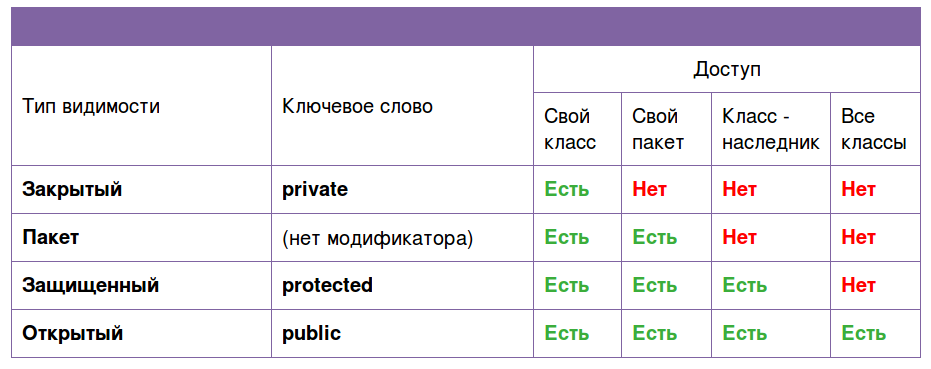 Доступ
Тип видимости Ключевое слово
Свой класс Свой пакет Класс - наследник Все классы
Закрытый private Есть Нет Нет Нет
Пакет (нет модификатора) Есть Есть Нет Нет
Защищенный protected Есть Есть Есть Нет
Открытый public Есть Есть Есть Есть